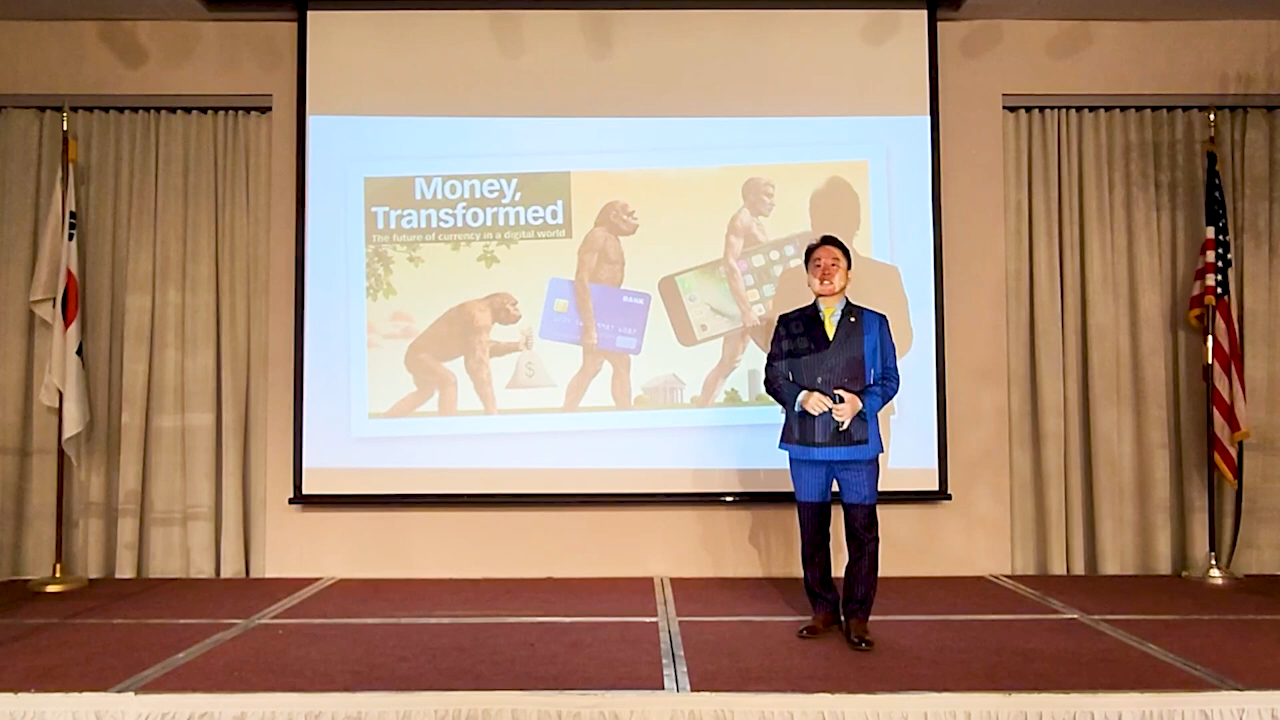 Money,
Transformed
The future of currency in a digital world
BANK
$